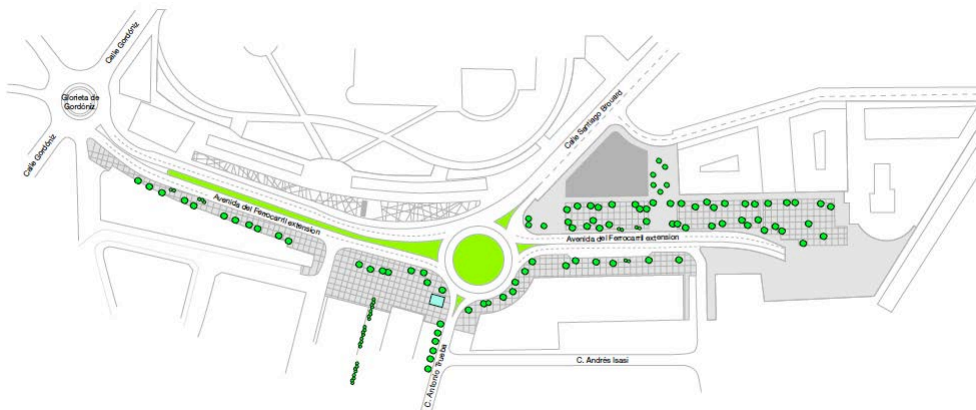 Calle Gordóniz
Glorieta de
Gordóniz
Calle Gordóniz
Calle Santiago Brouard
Avenida del Ferrocarril extension
Avenida del Ferrocarril extension
C. Antonio Trueba
C. Andrés Isasi